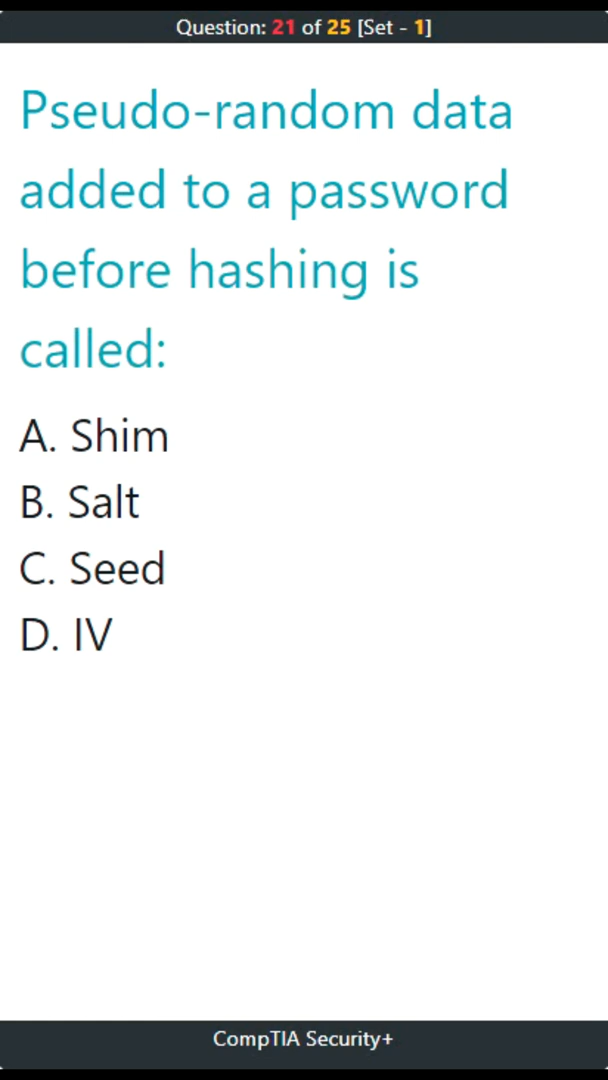 Question: 21 of 25 [Set - 1]
Pseudo-random data
added to a password
before hashing is
called:
A. Shim
B. Salt
C. Seed
D. IV
CompTIA Security+